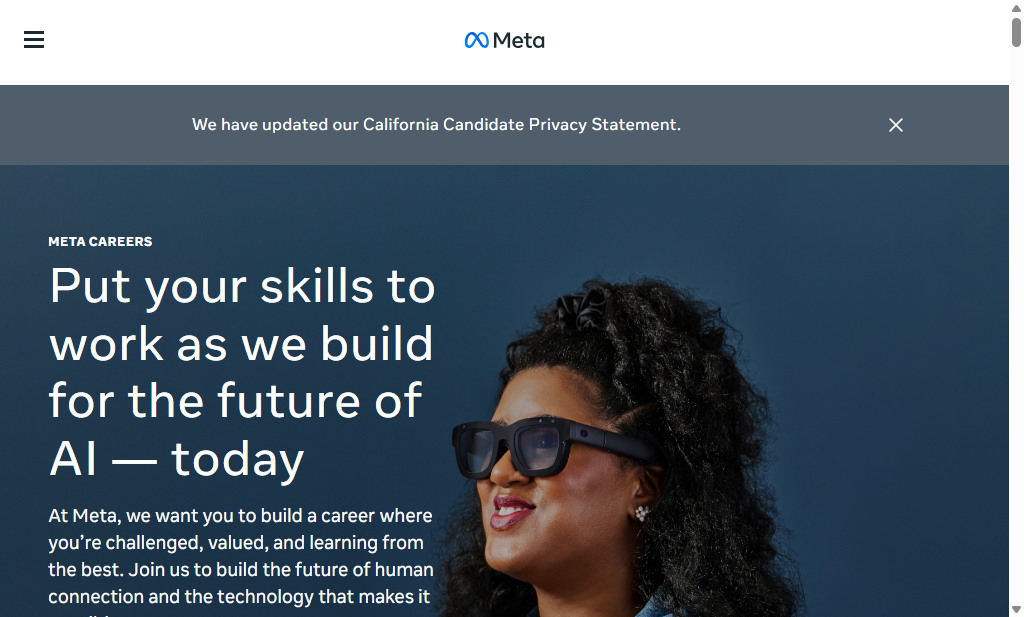 Meta
We have updated our California Candidate Privacy Statement.
META CAREERS
Put your skills to
work as we build
for the future of
AI — today
At Meta, we want you to build a career where
you’re challenged, valued, and learning from
the best. Join us to build the future of human
connection and the technology that makes it